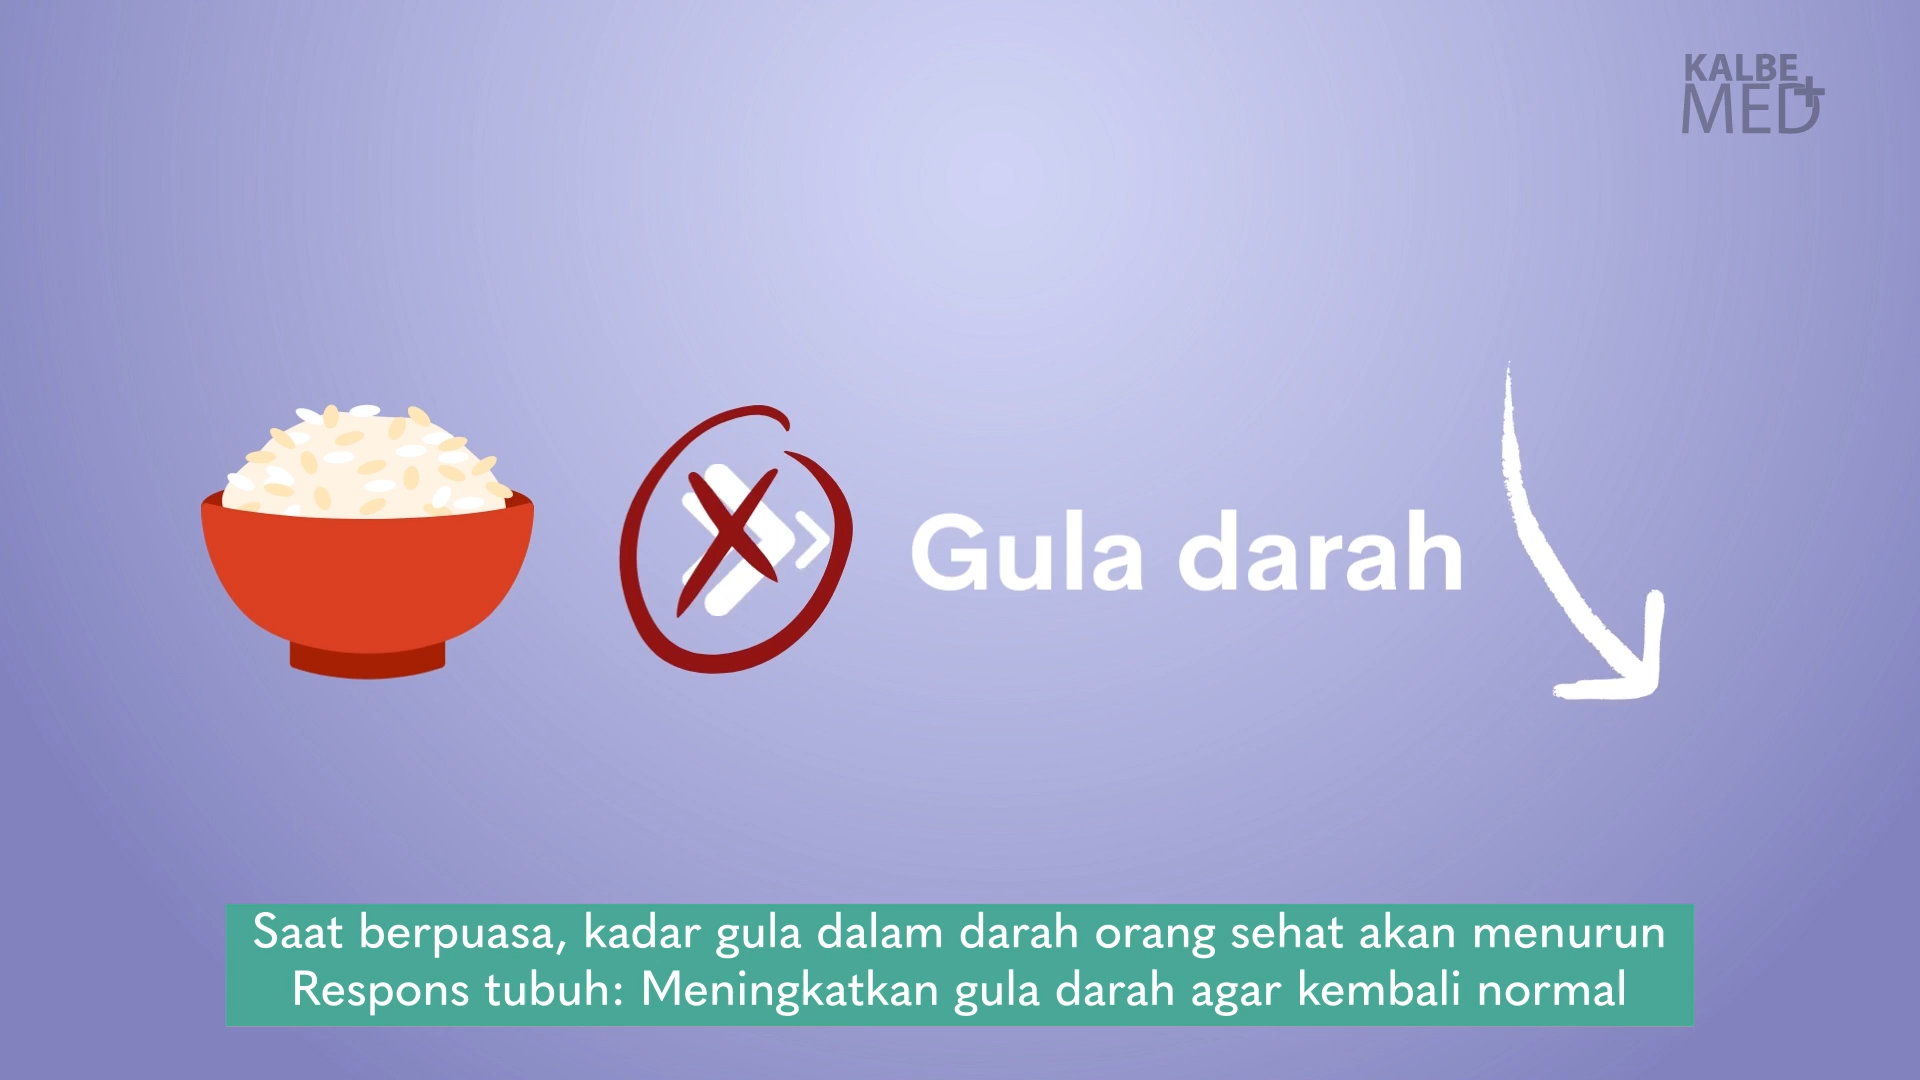 KALBE
MED+
Gula darah
Saat berpuasa, kadar gula dalam darah orang sehat akan menurun
Respons tubuh: Meningkatkan gula darah agar kembali normal